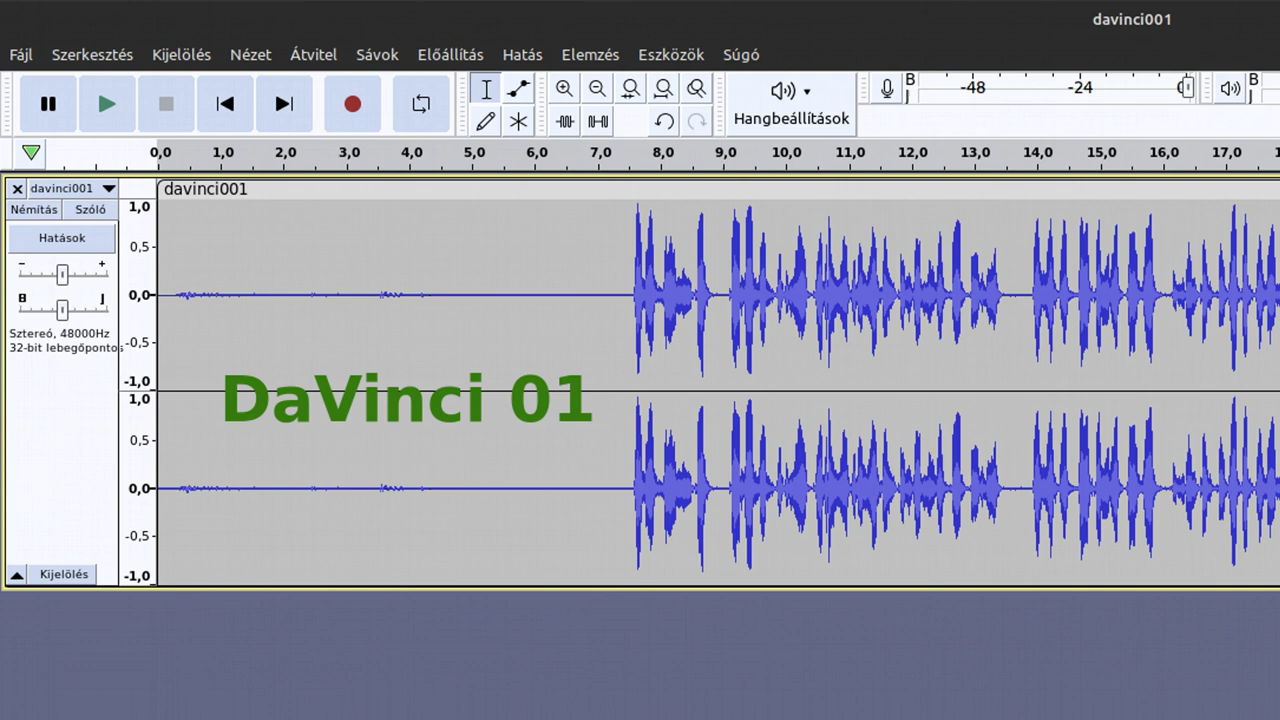 davinci001
Fájl Szerkesztés Kijelölés Nézet Átvitel Sávok Előállítás Hatás Elemzés Eszközök Súgó
B -48 -24 B
J J
Hangbeállítások
0,0 1,0 2,0 3,0 4,0 5,0 6,0 7,0 8,0 9,0 10,0 11,0 12,0 13,0 14,0 15,0 16,0 17,0
davinci001 davinci001
Némítás Szóló 1,0
Hatások 0,5
- +
0,0
B J
Sztereó, 48000Hz -0,5
32-bit lebegőpontos
-1,0
DaVinci 01
1,0
0,5
0,0
-0,5
Kijelölés -1,0